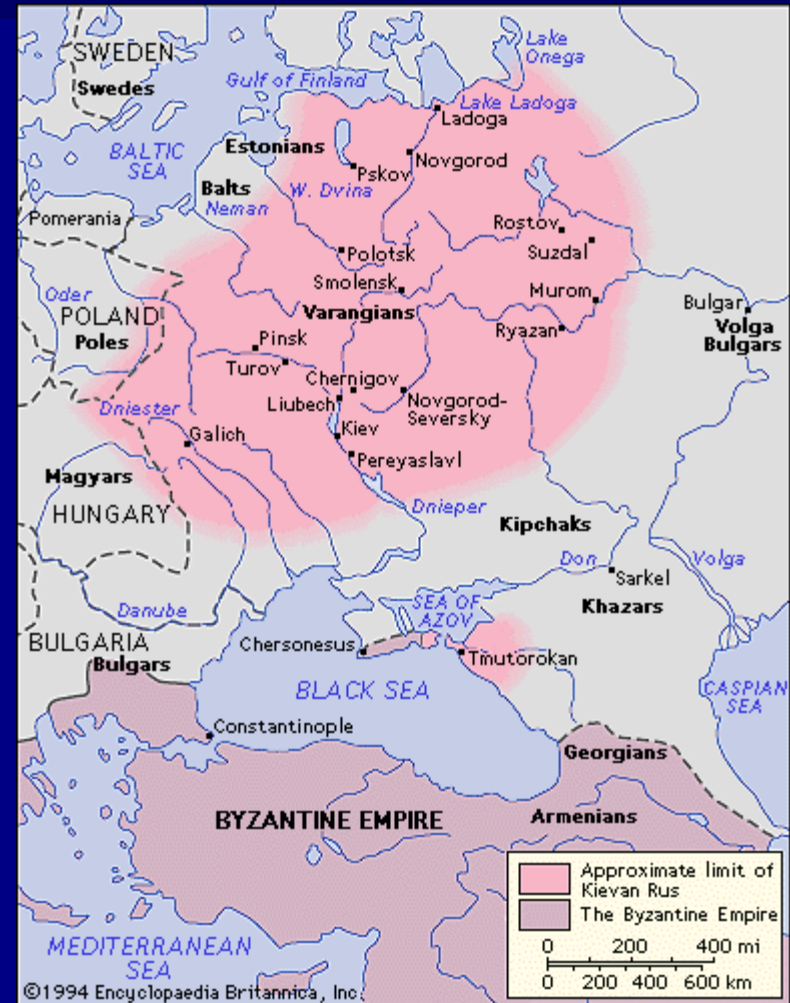 SWEDEN
Swedes
Lake
Onega
Gulf of Finland
Lake Ladoga
Ladoga
BALTIC
SEA
Estonians
Novgorod
Pskov
Balts
W. Dvina
Neman
Pomerania
Rostov
Suzdal
Polotsk
Smolensk
Murom
Oder
Varangians
Bulgar
POLAND
Poles
Pinsk
Ryazan
Volga
Bulgars
Turov
Chernigov
Liubech
Novgorod-
Seversky
Dniester
Galich
Kiev
Pereyaslavl
Magyars
Dnieper
HUNGARY
Kipchaks
Don
Volga
Sarkel
Danube
SEA OF
AZOV
Khazars
BULGARIA
Bulgars
Chersonesus
Tmutorokan
BLACK SEA
CASPIAN
SEA
Constantinople
Georgians
BYZANTINE EMPIRE
Armenians
Approximate limit of
Kievan Rus
The Byzantine Empire
0 200 400 mi
0 200 400 600 km
MEDITERRANEAN
SEA
©1994 Encyclopaedia Britannica, Inc.